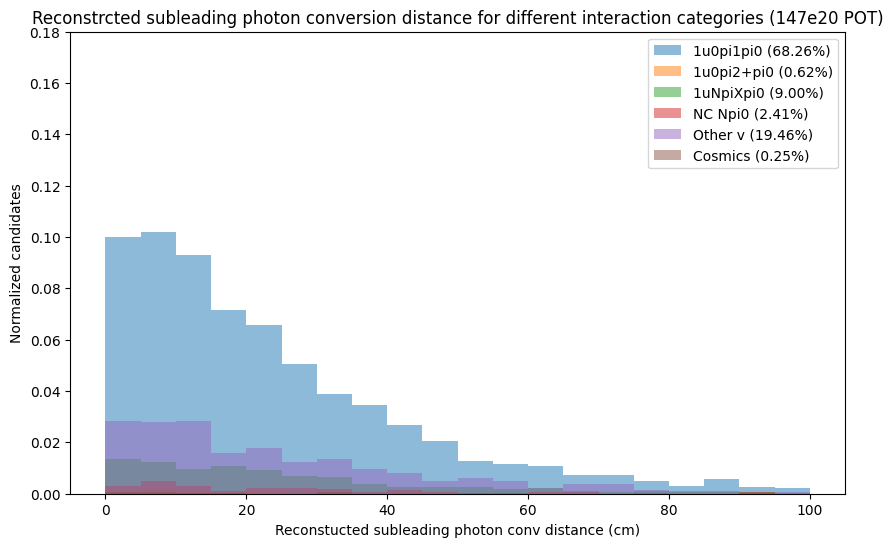 Reconstrcted subleading photon conversion distance for different interaction categories (147e20 POT)
1u0pi1pi0 (68.26%)
1u0pi2+pi0 (0.62%)
1uNpiXpi0 (9.00%)
NC Npi0 (2.41%)
Other v (19.46%)
Cosmics (0.25%)
Normalized candidates
0.18
0.16
0.14
0.12
0.10
0.08
0.06
0.04
0.02
0.00
0 20 40 60 80 100
Reconstucted subleading photon conv distance (cm)